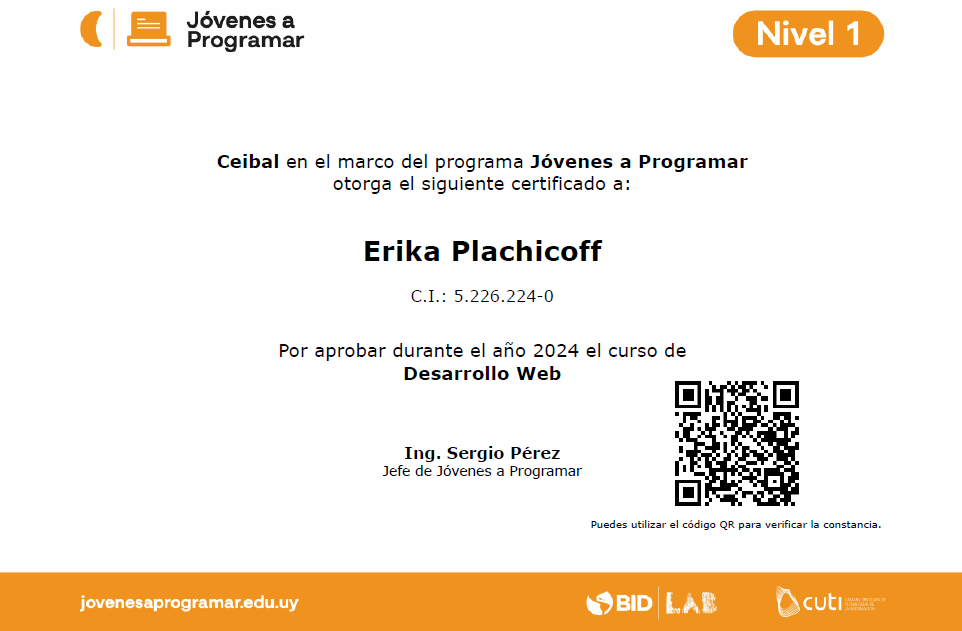 Jóvenes a
Programar
Nivel 1
Ceibal en el marco del programa Jóvenes a Programar
otorga el siguiente certificado a:
Erika Plachicoff
C.I.: 5.226.224-0
Por aprobar durante el año 2024 el curso de
Desarrollo Web
Ing. Sergio Pérez
Jefe de Jóvenes a Programar
Puedes utilizar el código QR para verificar la constancia.
jovenesaprogramar.edu.uy
BID
LAB
cuti